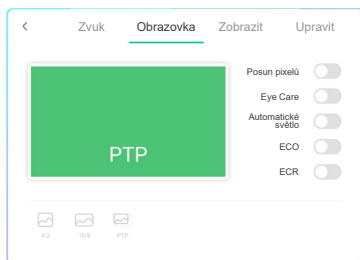 Zvuk Obrazovka Zobrazit Upravit
Posun pixelů
Eye Care
Automatické
světlo
ECO
ECR
PTP
4:3 16:9 PTP